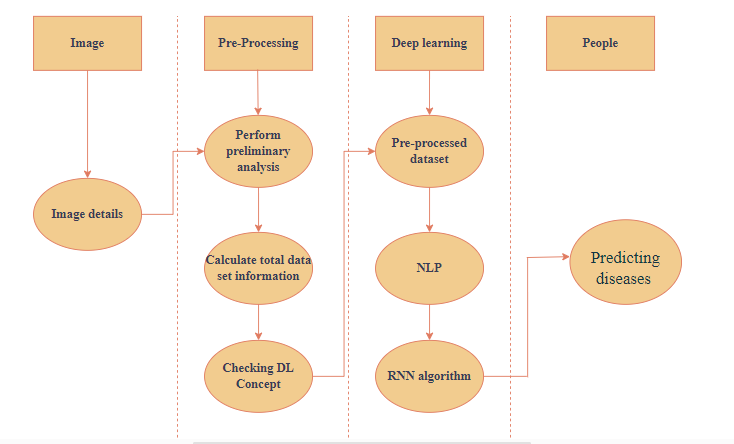 Image
Pre-Processing
Deep learning
People
Perform
preliminary
analysis
Pre-processed
dataset
Image details
Calculate total data
set information
NLP
Predicting
diseases
Checking DL
Concept
RNN algorithm